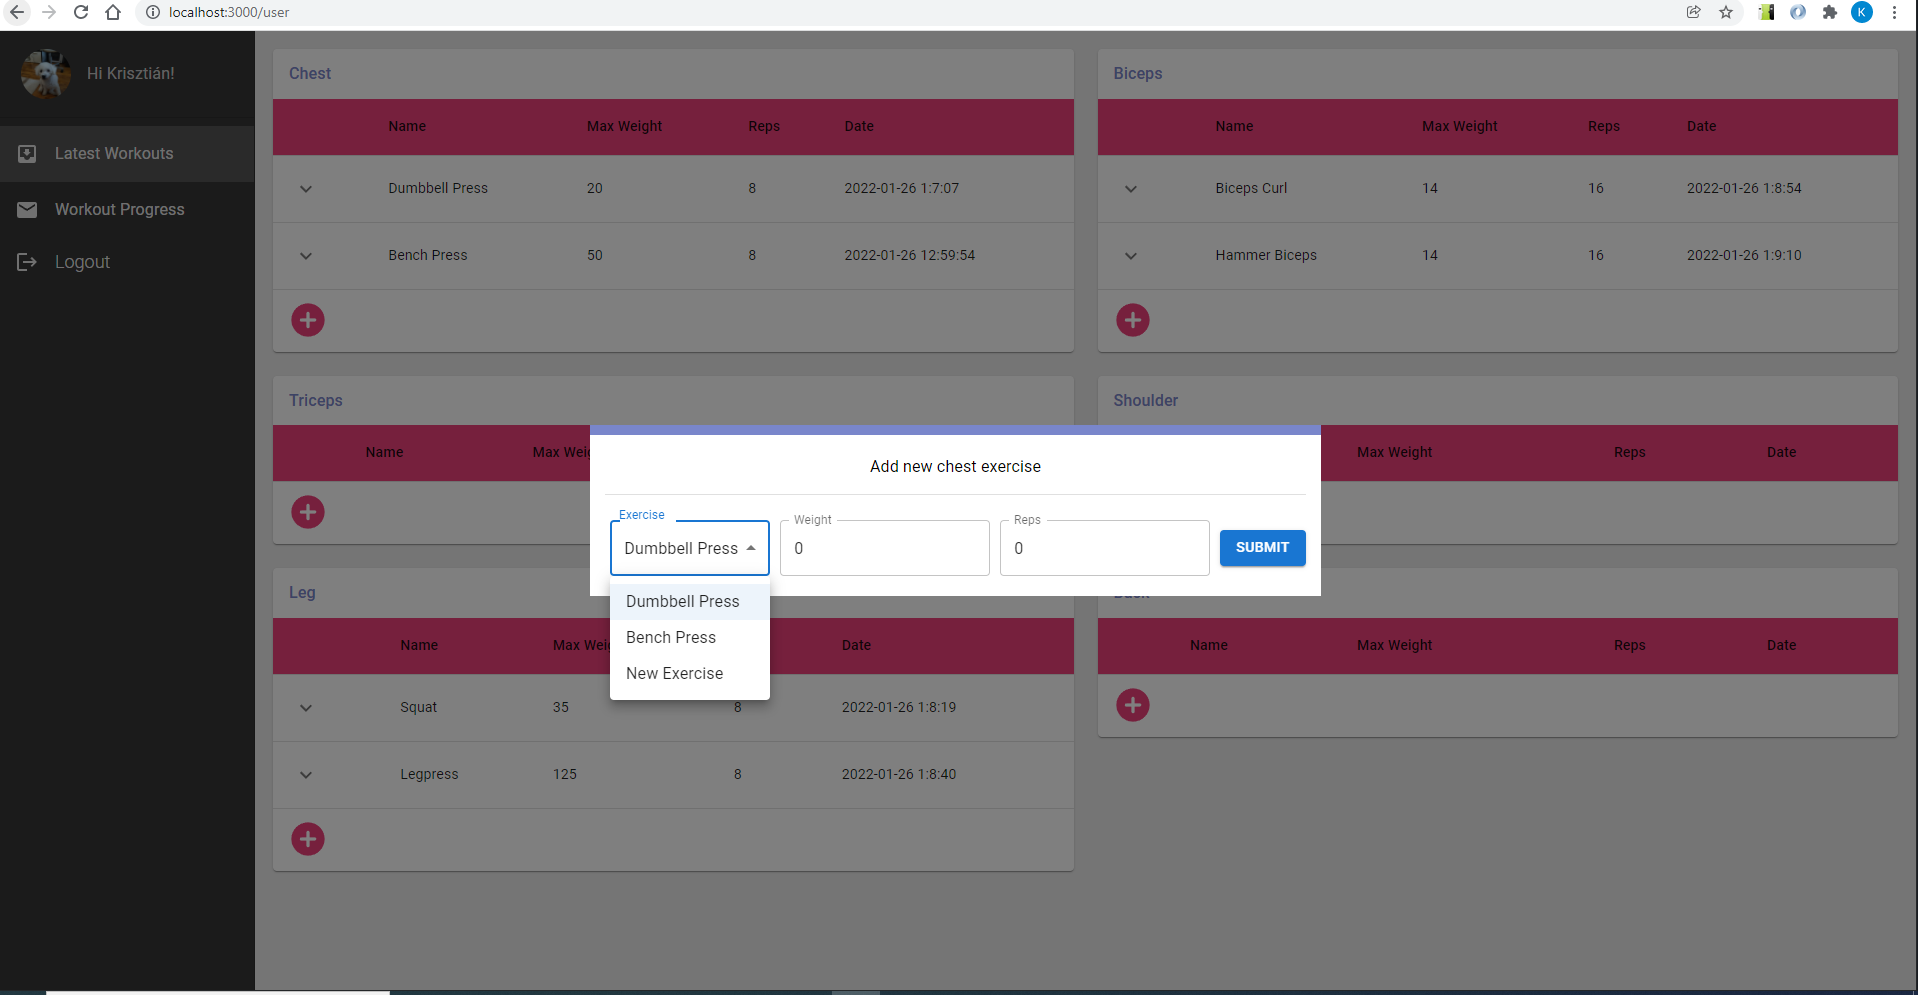 localhost:3000/user
K
Hi Krisztián!
Latest Workouts
Workout Progress
Logout
Chest
Name Max Weight Reps Date
Dumbbell Press 20 8 2022-01-26 1:7:07
Bench Press 50 8 2022-01-26 12:59:54
Biceps
Name Max Weight Reps Date
Biceps Curl 14 16 2022-01-26 1:8:54
Hammer Biceps 14 16 2022-01-26 1:9:10
Triceps
Name Max Wei
Shoulder
Max Weight Reps Date
Add new chest exercise
Exercise Weight Reps
Dumbbell Press 0 0 SUBMIT
Dumbbell Press
Bench Press
New Exercise
Leg
Name Max Wei Date
Squat 35 8 2022-01-26 1:8:19
Legpress 125 8 2022-01-26 1:8:40
Name Max Weight Reps Date